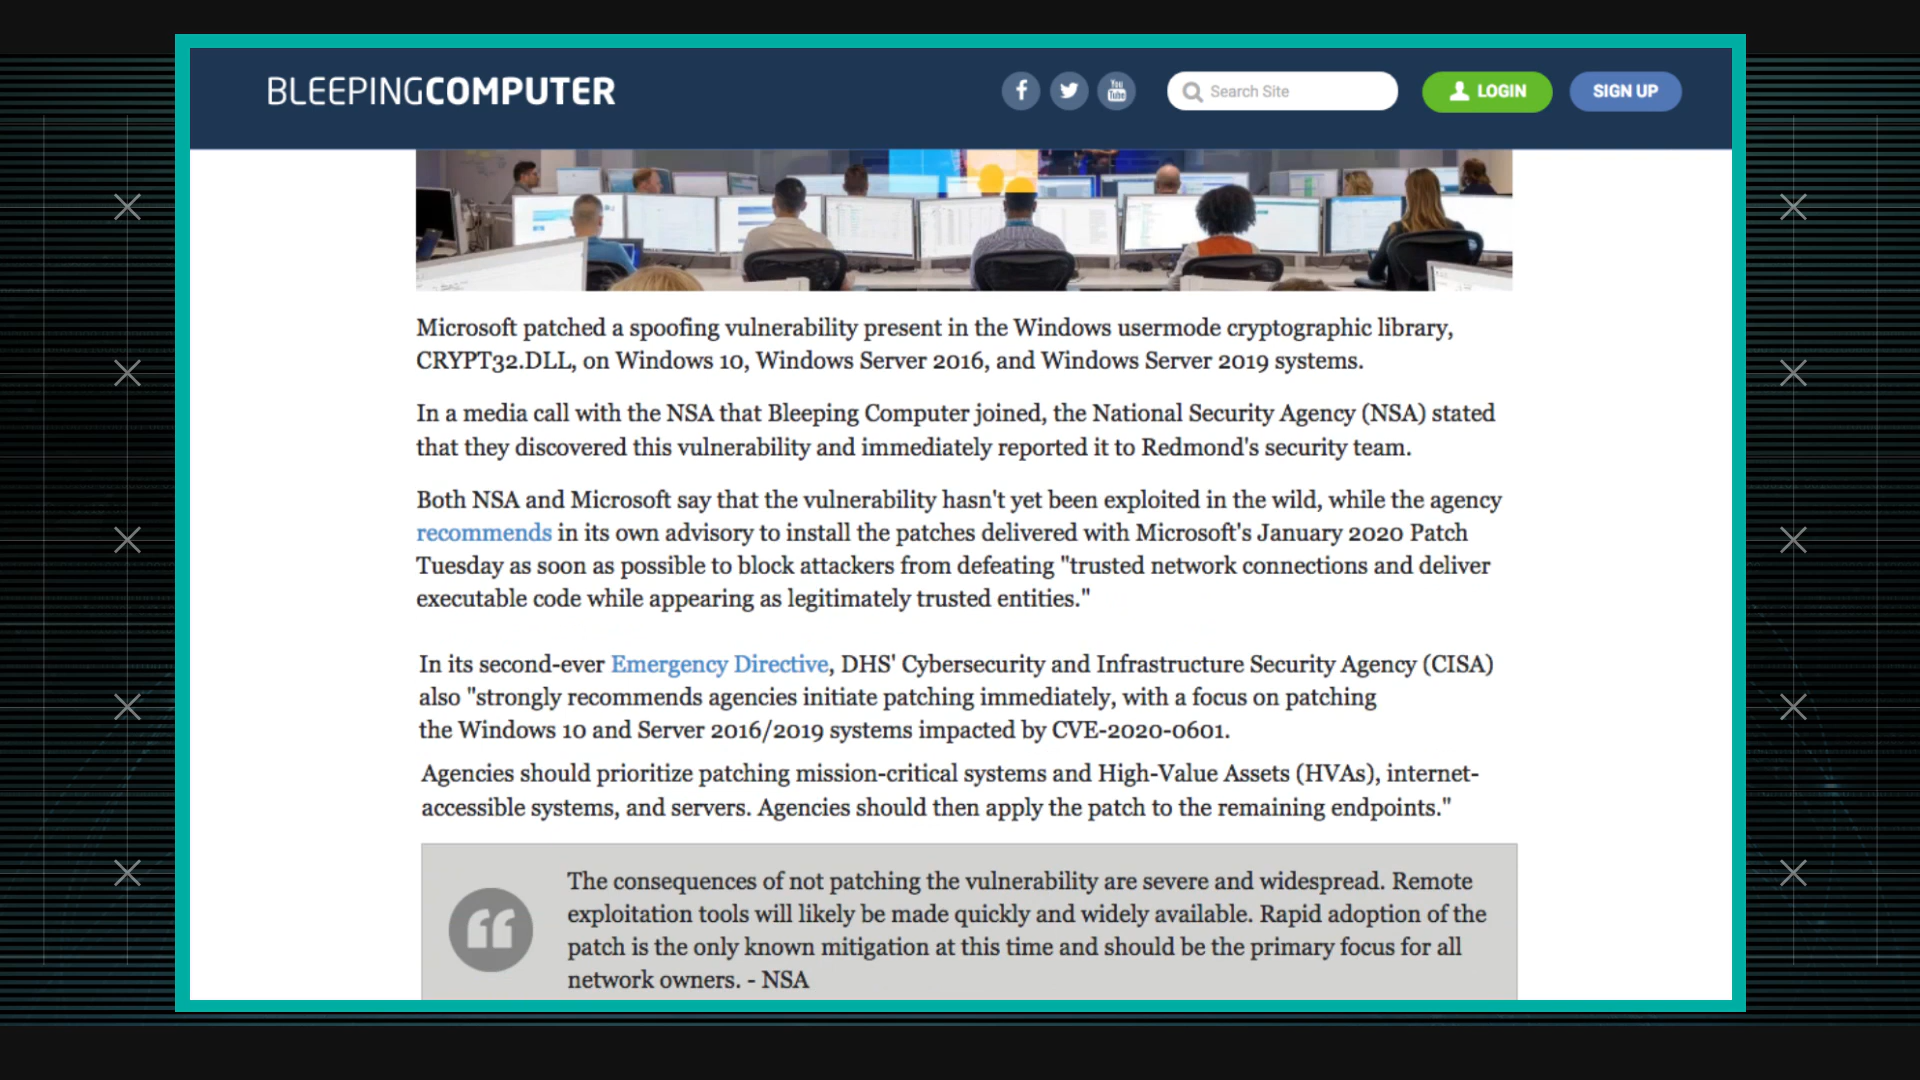 BLEEPINGCOMPUTER
f
You
Tube
Search Site
LOGIN
SIGN UP
Microsoft patched a spoofing vulnerability present in the Windows usermode cryptographic library,
CRYPT32.DLL, on Windows 10, Windows Server 2016, and Windows Server 2019 systems.
In a media call with the NSA that Bleeping Computer joined, the National Security Agency (NSA) stated
that they discovered this vulnerability and immediately reported it to Redmond's security team.
Both NSA and Microsoft say that the vulnerability hasn't yet been exploited in the wild, while the agency
recommends in its own advisory to install the patches delivered with Microsoft's January 2020 Patch
Tuesday as soon as possible to block attackers from defeating "trusted network connections and deliver
executable code while appearing as legitimately trusted entities."
In its second-ever Emergency Directive, DHS' Cybersecurity and Infrastructure Security Agency (CISA)
also "strongly recommends agencies initiate patching immediately, with a focus on patching
the Windows 10 and Server 2016/2019 systems impacted by CVE-2020-0601.
Agencies should prioritize patching mission-critical systems and High-Value Assets (HVAs), internet-
accessible systems, and servers. Agencies should then apply the patch to the remaining endpoints."
The consequences of not patching the vulnerability are severe and widespread. Remote
exploitation tools will likely be made quickly and widely available. Rapid adoption of the
patch is the only known mitigation at this time and should be the primary focus for all
network owners. - NSA